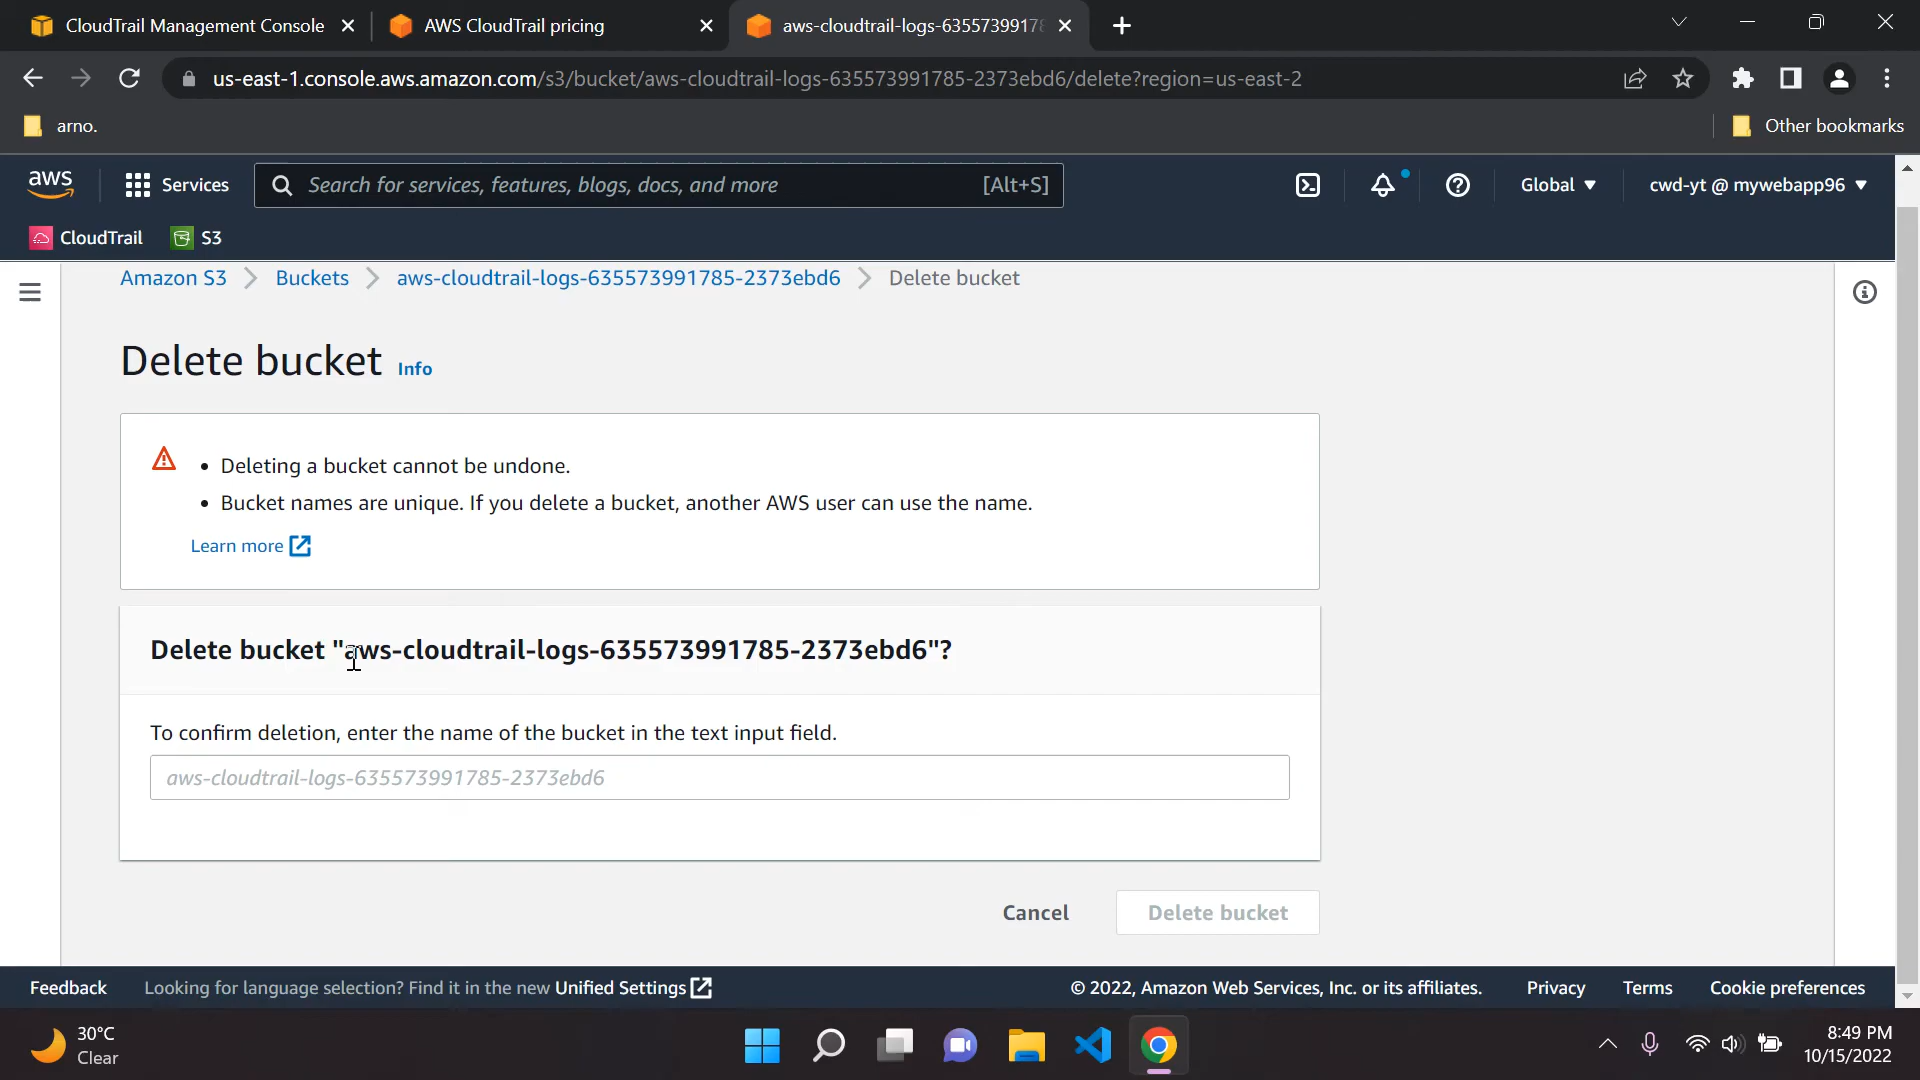 CloudTrail Management Console
AWS CloudTrail pricing
aws-cloudtrail-logs-6355739917
us-east-1.console.aws.amazon.com/s3/bucket/aws-cloudtrail-logs-635573991785-2373ebd6/delete?region=us-east-2
arno.
Other bookmarks
aws
Services
Search for services, features, blogs, docs, and more
[Alt+S]
Global
cwd-yt @ mywebapp96
CloudTrail
S3
Amazon S3
Buckets
aws-cloudtrail-logs-635573991785-2373ebd6
Delete bucket
Delete bucket Info
• Deleting a bucket cannot be undone.
• Bucket names are unique. If you delete a bucket, another AWS user can use the name.
Learn more
Delete bucket "aws-cloudtrail-logs-635573991785-2373ebd6"?
To confirm deletion, enter the name of the bucket in the text input field.
aws-cloudtrail-logs-635573991785-2373ebd6
Cancel
Delete bucket
Feedback
Looking for language selection? Find it in the new Unified Settings
© 2022, Amazon Web Services, Inc. or its affiliates.
Privacy
Terms
Cookie preferences
30°C
Clear
8:49 PM
10/15/2022